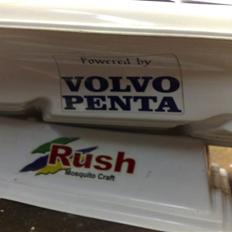 Powered by
VOLVO
PENTA
Rush
Mosquito Craft